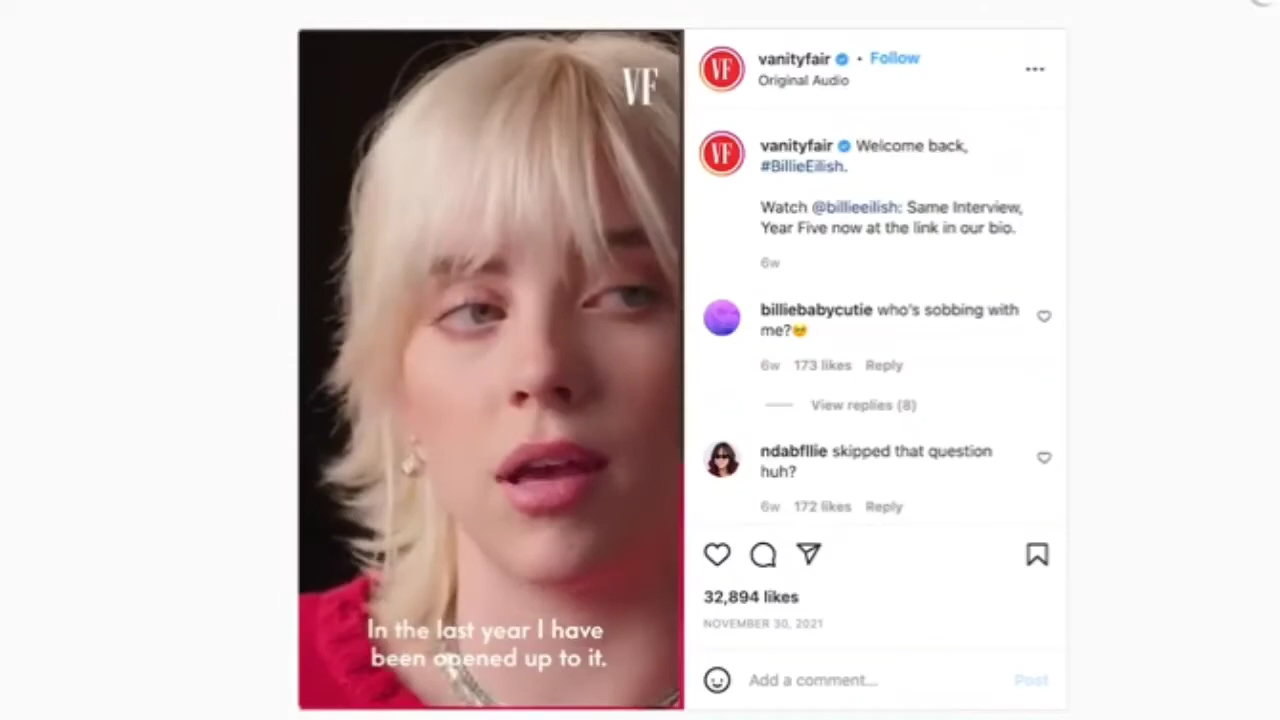 VF
In the last year I have
been opened up to it.
VF
vanityfair • Follow
Original Audio
VF
vanityfair Welcome back,
#BillieEilish.
Watch @billieeilish: Same Interview,
Year Five now at the link in our bio.
6w
billiebabycutie who's sobbing with
me?
6w 173 likes Reply
View replies (8)
ndabfllie skipped that question
huh?
6w 172 likes Reply
32,894 likes
NOVEMBER 30, 2021
Add a comment... Post